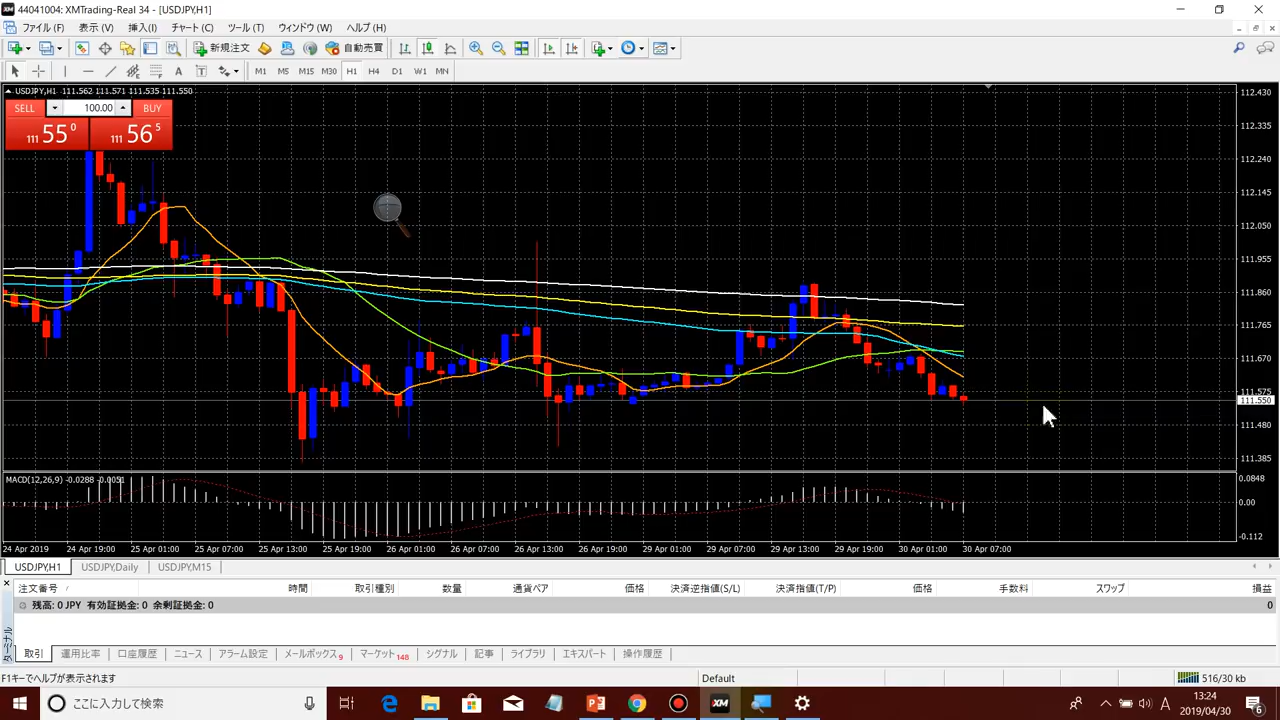 44041004: XMTrading-Real 34 - [USDJPY,H1]
ファイル (F) 表示 (V) 挿入(I) チャート (C) ツール (T) ウィンドウ (W) ヘルプ (H)
新規注文 自動売買
A T M1 M5 M15 M30 H1 H4 D1 W1 MN
USDJPY,H1 111.562 111.571 111.535 111.550
SELL 100.00 BUY
111 55 0 111 56 5
112.430
112.335
112.240
112.145
112.050
111.955
111.860
111.765
111.670
111.575
111.550
111.480
111.385
MACD(12,26,9) -0.0288 -0.0051
0.0848
0.00
-0.112
24 Apr 2019 24 Apr 19:00 25 Apr 01:00 25 Apr 07:00 25 Apr 13:00 25 Apr 19:00 26 Apr 01:00 26 Apr 07:00 26 Apr 13:00 26 Apr 19:00 29 Apr 01:00 29 Apr 07:00 29 Apr 13:00 29 Apr 19:00 30 Apr 01:00 30 Apr 07:00
USDJPY,H1 USDJPY,Daily USDJPY,M15
注文番号 時間 取引種別 数量 通貨ペア 価格 決済逆指値(S/L) 決済指値(T/P) 価格 手数料 スワップ 損益
残高: 0 JPY 有効証拠金: 0 余剰証拠金: 0 0
ターミナル
取引 運用比率 口座履歴 ニュース アラーム設定 メールボックス 9 マーケット 148 シグナル 記事 ライブラリ エキスパート 操作履歴
F1キーでヘルプが表示されます Default 516/30 kb
ここに入力して検索 XM A 13:24
2019/04/30 6